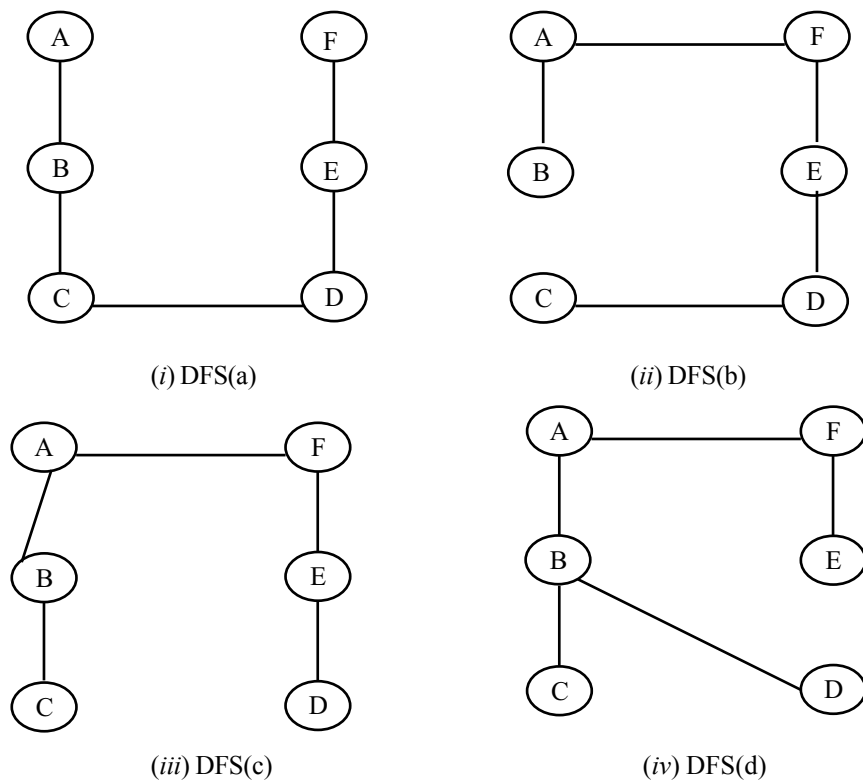 A F A F
B E B E
C D C D
(i) DFS(a) (ii) DFS(b)
A F A F
B E B E
C D C D
(iii) DFS(c) (iv) DFS(d)